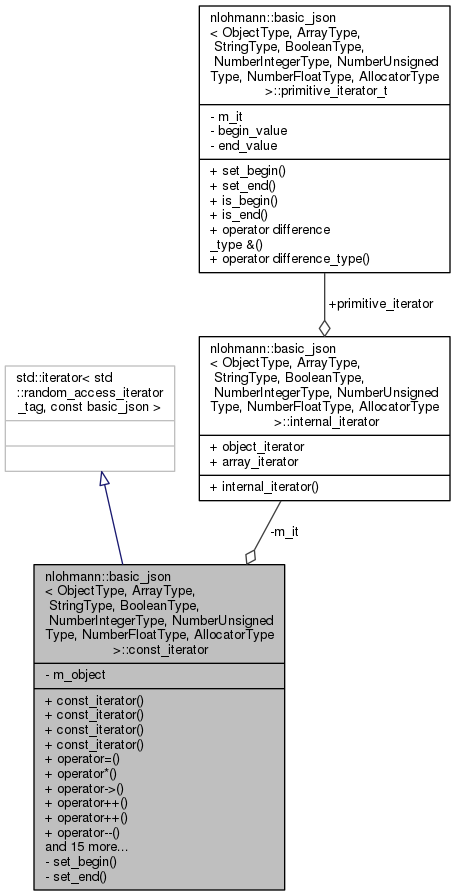 nlohmann::basic_json
< ObjectType, ArrayType,
StringType, BooleanType,
NumberIntegerType, NumberUnsigned
Type, NumberFloatType, AllocatorType
>::primitive_iterator_t
- m_it
- begin_value
- end_value
+ set_begin()
+ set_end()
+ is_begin()
+ is_end()
+ operator difference
_type &()
+ operator difference_type()
+primitive_iterator
nlohmann::basic_json
< ObjectType, ArrayType,
StringType, BooleanType,
NumberIntegerType, NumberUnsigned
Type, NumberFloatType, AllocatorType
>::internal_iterator
+ object_iterator
+ array_iterator
+ internal_iterator()
std::iterator< std
::random_access_iterator
_tag, const basic_json >
-m_it
nlohmann::basic_json
< ObjectType, ArrayType,
StringType, BooleanType,
NumberIntegerType, NumberUnsigned
Type, NumberFloatType, AllocatorType
>::const_iterator
- m_object
+ const_iterator()
+ const_iterator()
+ const_iterator()
+ const_iterator()
+ operator=()
+ operator*()
+ operator->()
+ operator++()
+ operator++()
+ operator--()
and 15 more...
- set_begin()
- set_end()